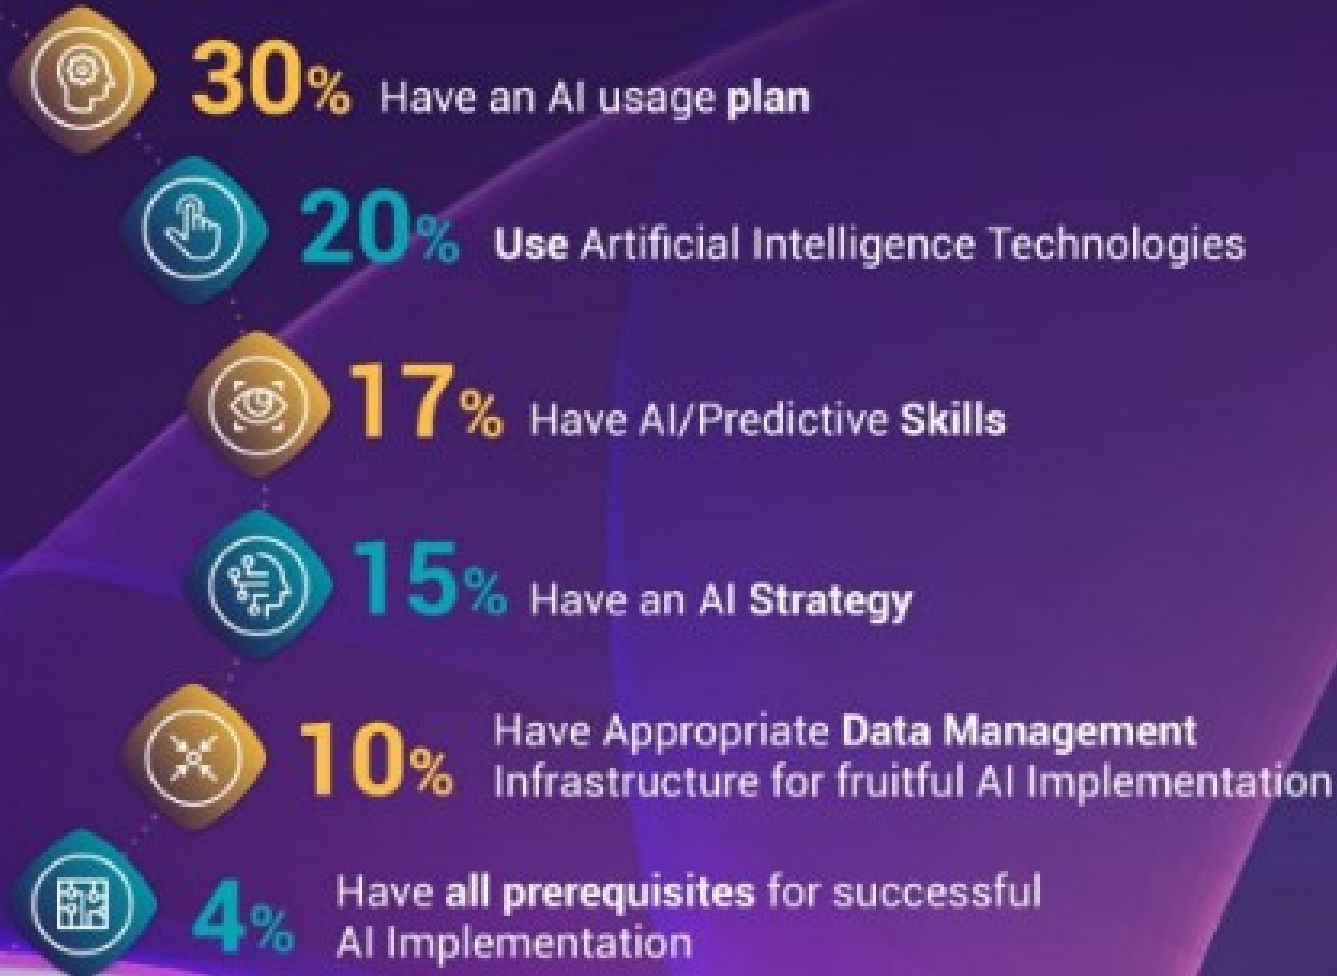 30% Have an AI usage plan
20% Use Artificial Intelligence Technologies
17% Have AI/Predictive Skills
15% Have an AI Strategy
10% Have Appropriate Data Management
Infrastructure for fruitful AI Implementation
4% Have all prerequisites for successful
AI Implementation